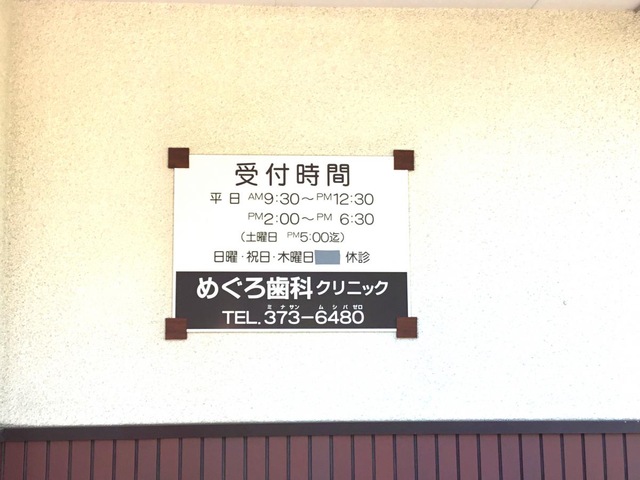 受付時間
平日 AM9:30〜PM12:30
PM2:00〜PM 6:30
(土曜日 PM5:00迄)
日曜・祝日・木曜日 休診
めぐろ歯科クリニック
ミナサン ムシバゼロ
TEL.373-6480